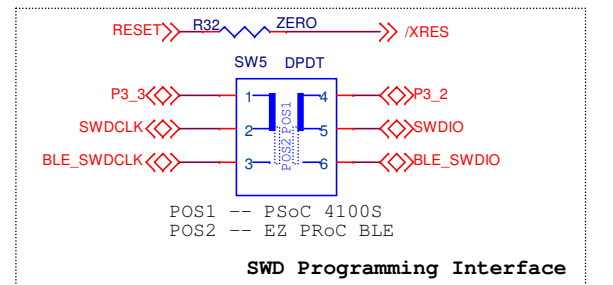 RESET R32 ZERO /XRES
SW5 DPDT
P3_3 1 4 P3_2
SWDCLK 2 5 SWDIO
BLE_SWDCLK 3 6 BLE_SWDIO
POS2 POS1
POS1 -- PSoC 4100S
POS2 -- EZ PRoC BLE
SWD Programming Interface